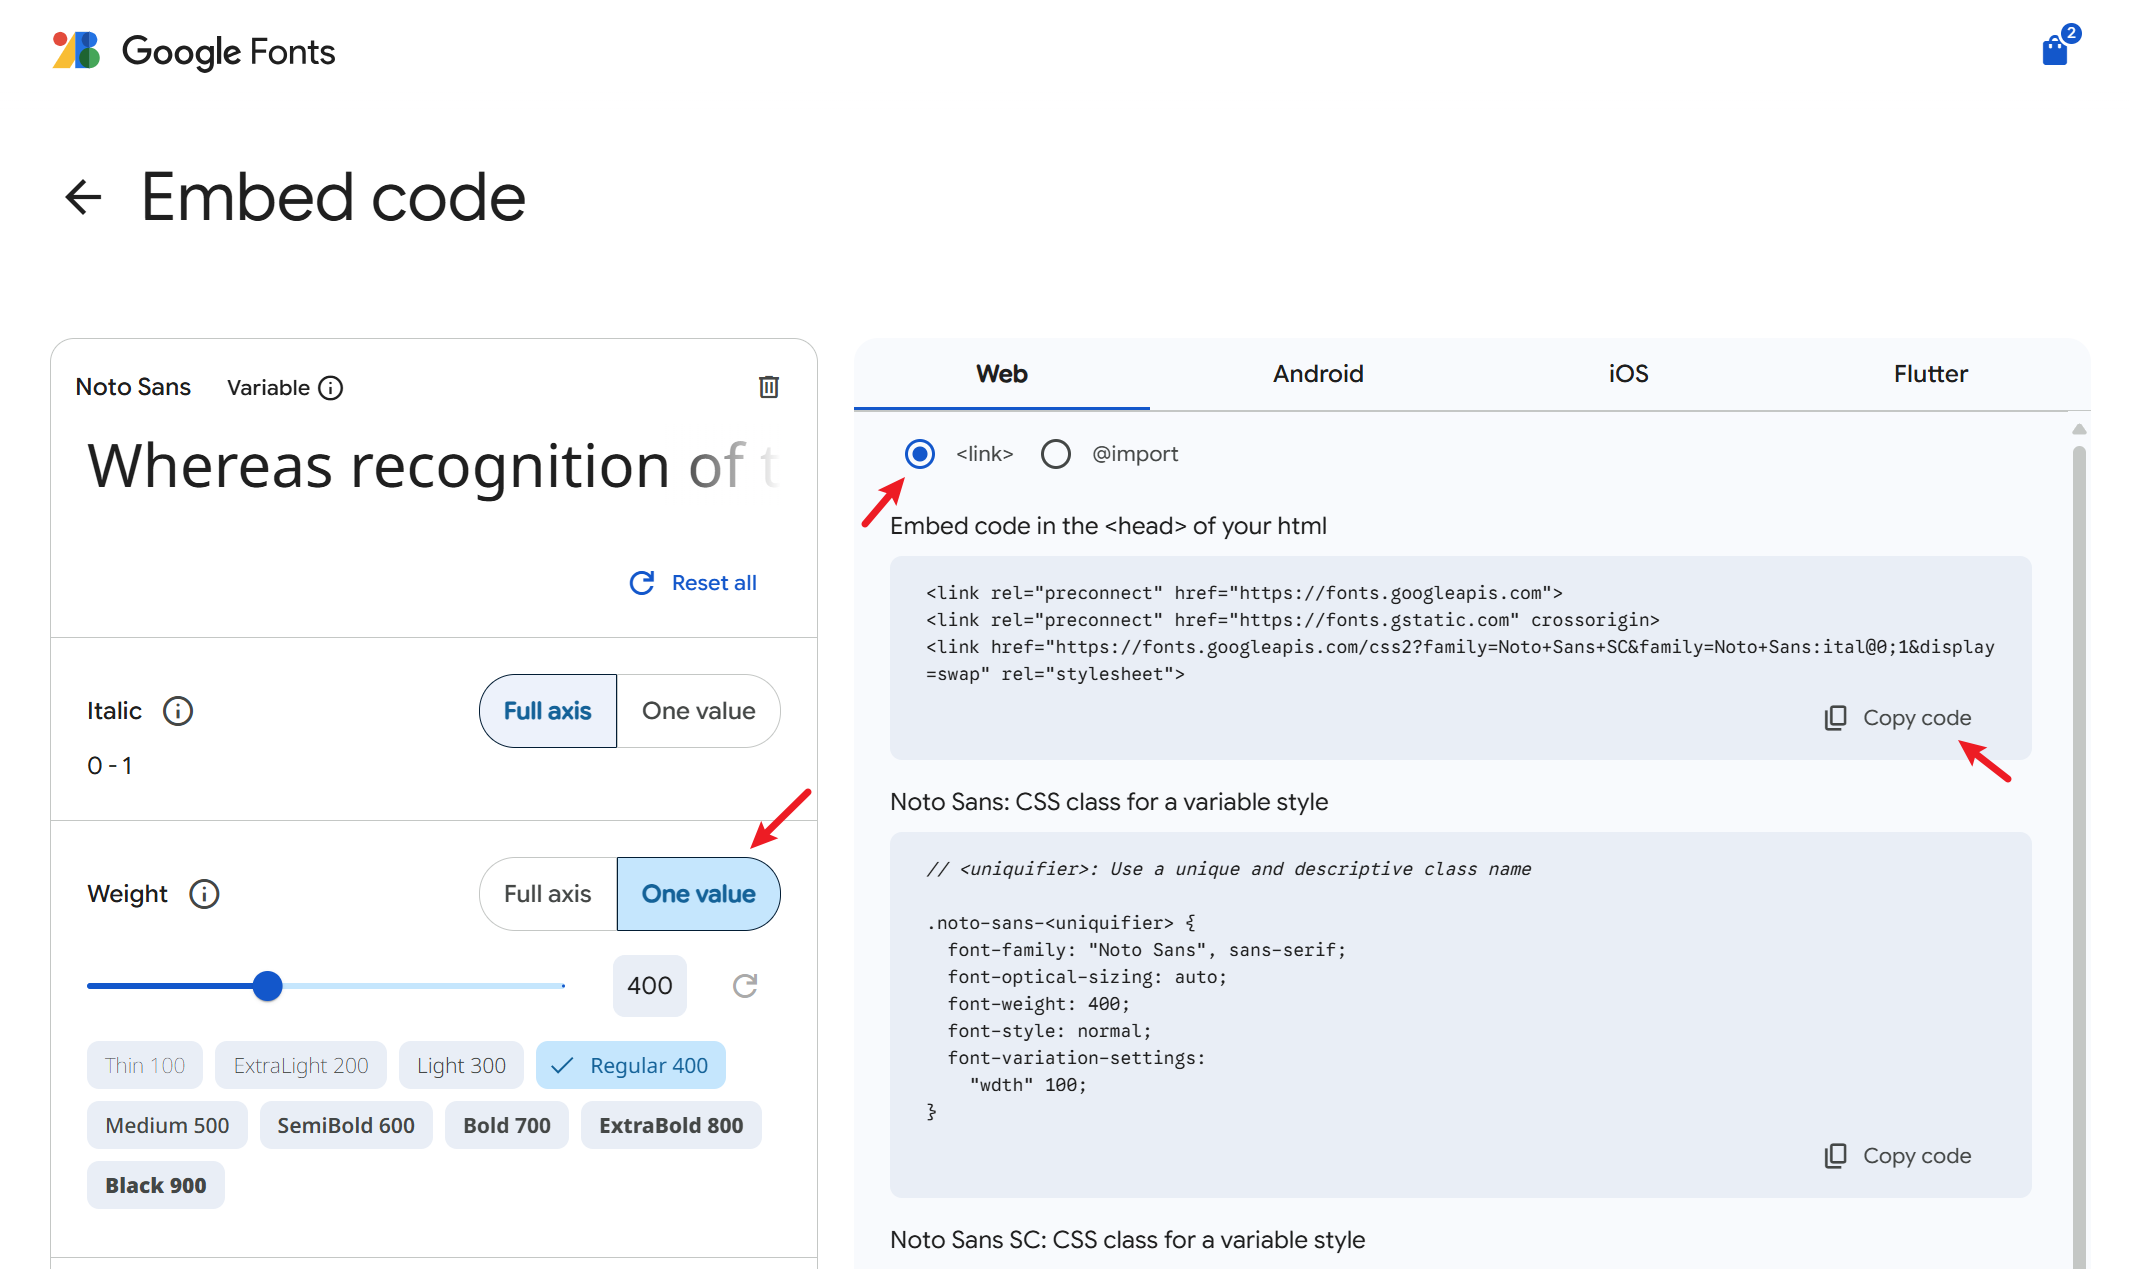 Google Fonts
2
Embed code
Noto Sans Variable
Whereas recognition of t
Reset all
Italic
Full axis One value
0 - 1
Weight
Full axis One value
400
Thin 100 ExtraLight 200 Light 300 Regular 400
Medium 500 SemiBold 600 Bold 700 ExtraBold 800
Black 900
Web Android iOS Flutter
<link> @import
Embed code in the <head> of your html
<link rel="preconnect" href="https://fonts.googleapis.com">
<link rel="preconnect" href="https://fonts.gstatic.com" crossorigin>
<link href="https://fonts.googleapis.com/css2?family=Noto+Sans+SC&family=Noto+Sans:ital@0;1&display
=swap" rel="stylesheet">
Copy code
Noto Sans: CSS class for a variable style
// <uniquifier>: Use a unique and descriptive class name
.noto-sans-<uniquifier> {
font-family: "Noto Sans", sans-serif;
font-optical-sizing: auto;
font-weight: 400;
font-style: normal;
font-variation-settings:
"wdth" 100;
}
Copy code
Noto Sans SC: CSS class for a variable style